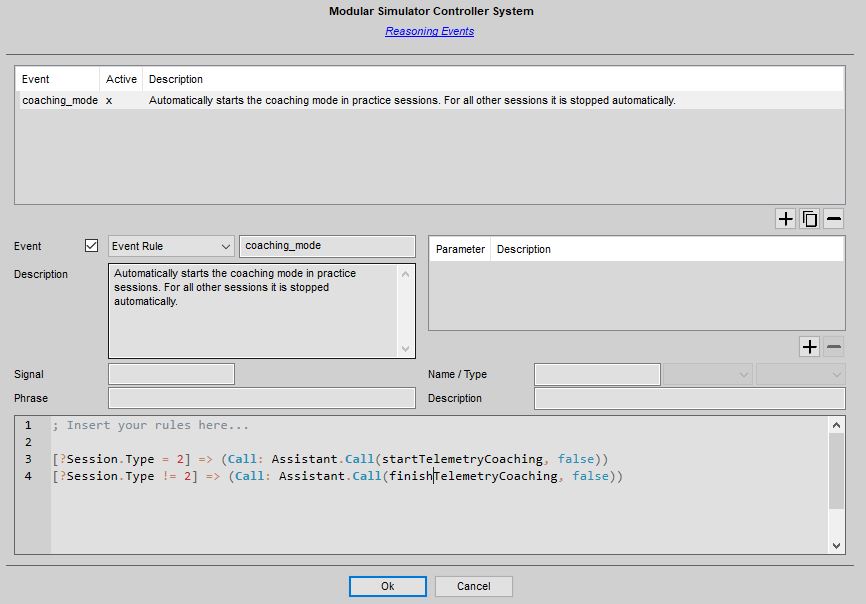 Modular Simulator Controller System
Reasoning Events
Event Active Description
coaching_mode x Automatically starts the coaching mode in practice sessions. For all other sessions it is stopped automatically.
Event Event Rule coaching_mode
Parameter Description
Description Automatically starts the coaching mode in practice
sessions. For all other sessions it is stopped
automatically.
Signal
Name / Type
Phrase
Description
1 ; Insert your rules here...
2
3 [?Session.Type = 2] => (Call: Assistant.Call(startTelemetryCoaching, false))
4 [?Session.Type != 2] => (Call: Assistant.Call(finishTelemetryCoaching, false))
Ok Cancel